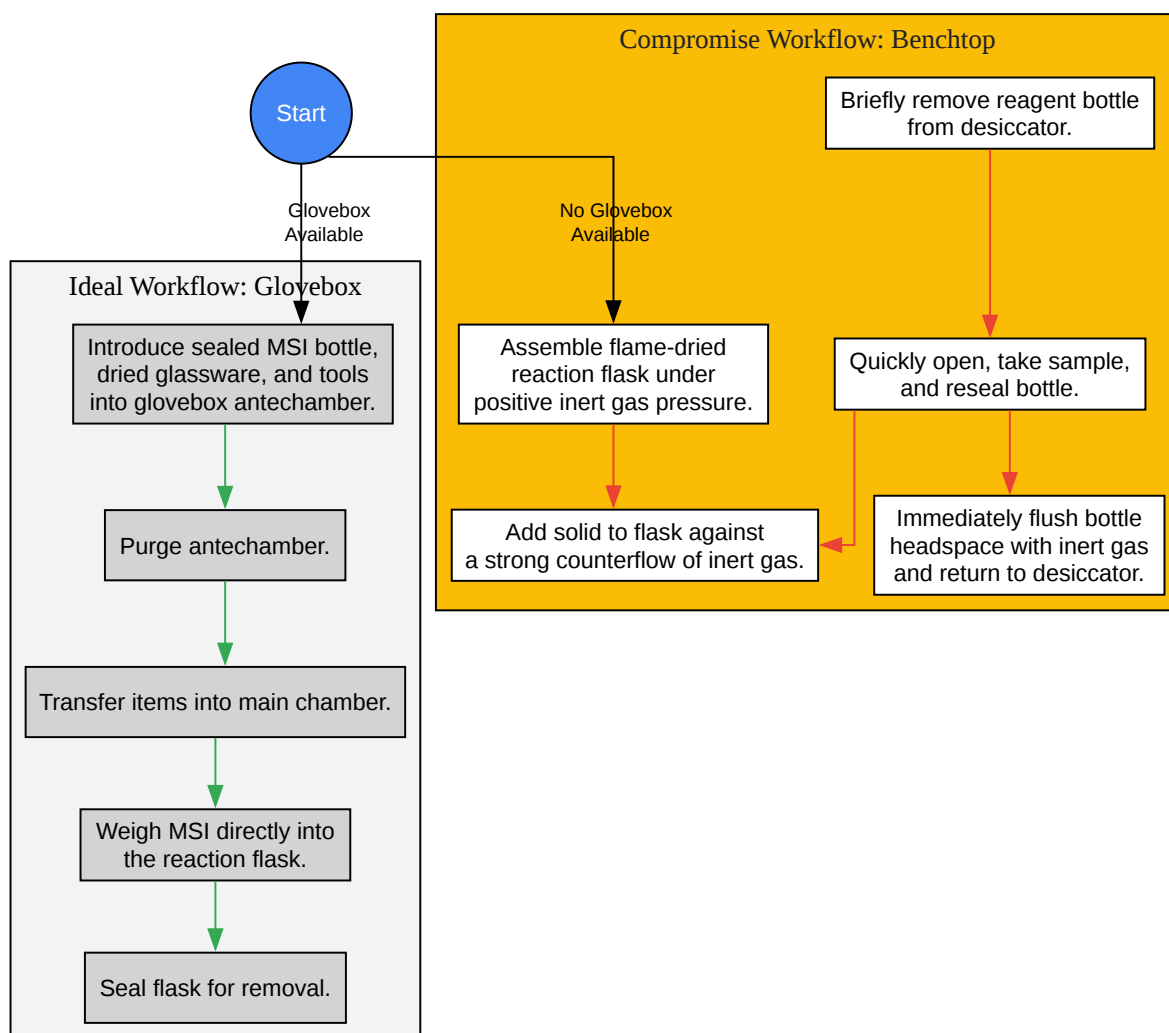 Compromise Workflow: Benchtop
Start
Briefly remove reagent bottle
from desiccator.
Glovebox
Available
No Glovebox
Available
Ideal Workflow: Glovebox
Introduce sealed MSI bottle,
dried glassware, and tools
into glovebox antechamber.
Assemble flame-dried
reaction flask under
positive inert gas pressure.
Quickly open, take sample,
and reseal bottle.
Purge antechamber.
Add solid to flask against
a strong counterflow of inert gas.
Immediately flush bottle
headspace with inert gas
and return to desiccator.
Transfer items into main chamber.
Weigh MSI directly into
the reaction flask.
Seal flask for removal.